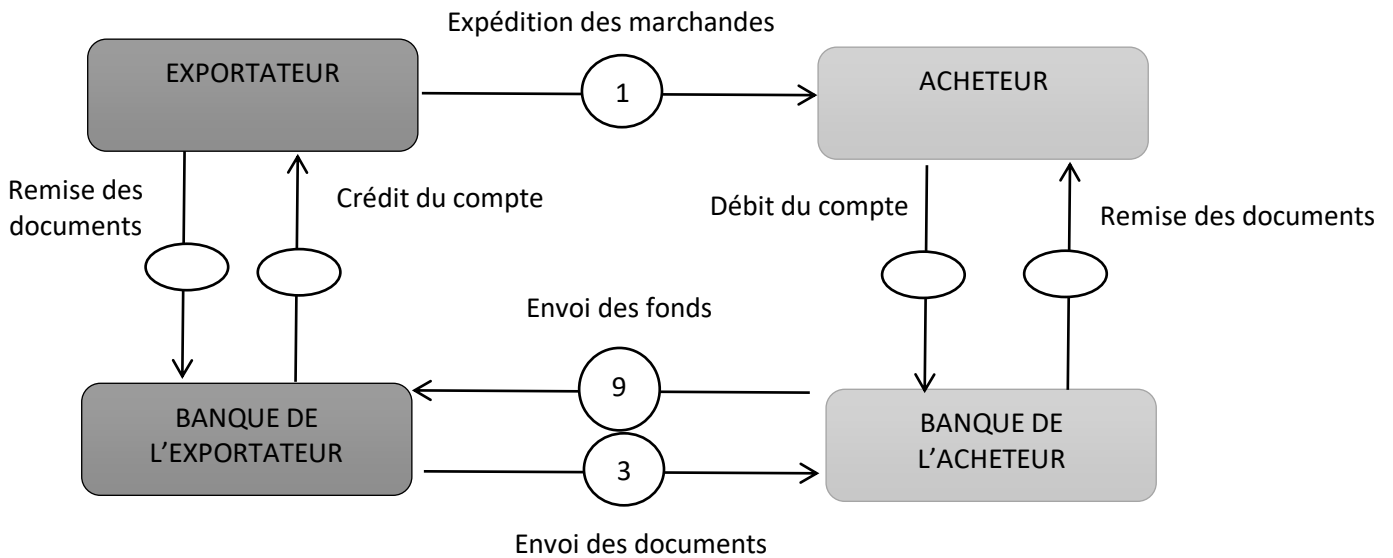 Expédition des marchandes
EXPORTATEUR
1
ACHETEUR
Remise des
documents
Crédit du compte
Débit du compte
Remise des documents
Envoi des fonds
9
BANQUE DE
L'EXPORTATEUR
3
BANQUE DE
L'ACHETEUR
Envoi des documents